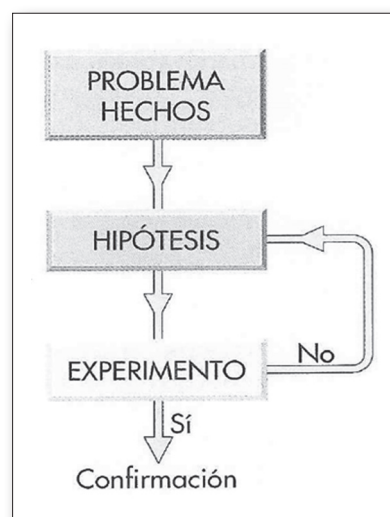 PROBLEMA
HECHOS
HIPÓTESIS
EXPERIMENTO
No
Sí
Confirmación